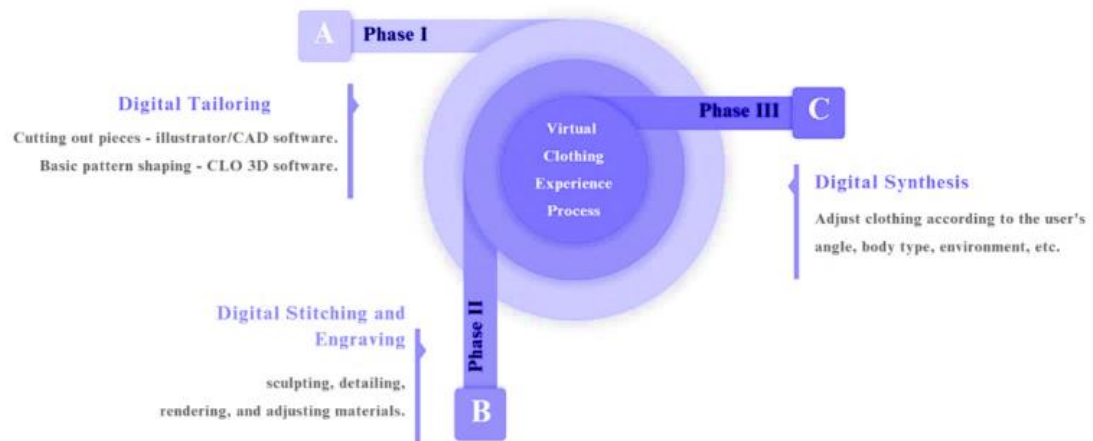 A
Phase I
Digital Tailoring
Cutting out pieces - illustrator/CAD software.
Basic pattern shaping - CLO 3D software.
Virtual
Clothing
Experience
Process
Phase III
C
Digital Synthesis
Adjust clothing according to the user's
angle, body type, environment, etc.
Digital Stitching and
Engraving
sculpting, detailing,
rendering, and adjusting materials.
Phase II
B